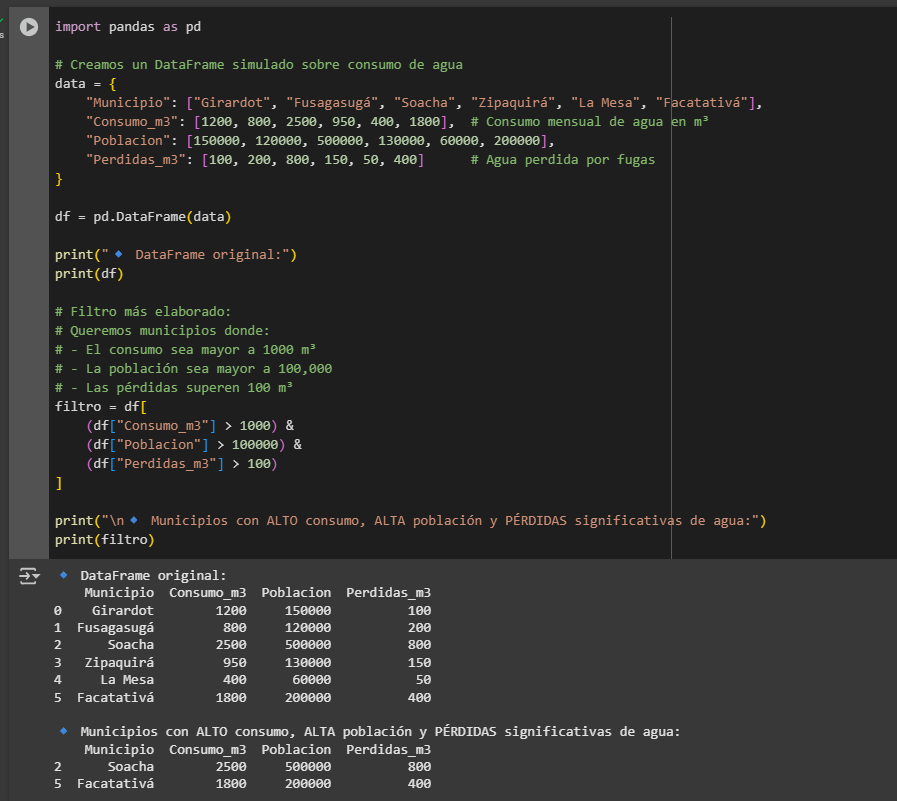 import pandas as pd
# Creamos un DataFrame simulado sobre consumo de agua
data = {
    "Municipio": ["Girardot", "Fusagasugá", "Soacha", "Zipaquirá", "La Mesa", "Facatativá"],
    "Consumo_m3": [1200, 800, 2500, 950, 400, 1800],  # Consumo mensual de agua en m³
    "Poblacion": [150000, 120000, 500000, 130000, 60000, 200000],
    "Perdidas_m3": [100, 200, 800, 150, 50, 400]      # Agua perdida por fugas
}
df = pd.DataFrame(data)
print("🔹 DataFrame original:")
print(df)
# Filtro más elaborado:
# Queremos municipios donde:
# - El consumo sea mayor a 1000 m³
# - La población sea mayor a 100,000
# - Las pérdidas superen 100 m³
filtro = df[
    (df["Consumo_m3"] > 1000) &
    (df["Poblacion"] > 100000) &
    (df["Perdidas_m3"] > 100)
]
print("\n🔹 Municipios con ALTO consumo, ALTA población y PÉRDIDAS significativas de agua:")
print(filtro)
🔹 DataFrame original:
    Municipio  Consumo_m3  Poblacion  Perdidas_m3
0    Girardot        1200     150000          100
1  Fusagasugá         800     120000          200
2      Soacha        2500     500000          800
3   Zipaquirá         950     130000          150
4     La Mesa         400      60000           50
5  Facatativá        1800     200000          400
🔹 Municipios con ALTO consumo, ALTA población y PÉRDIDAS significativas de agua:
    Municipio  Consumo_m3  Poblacion  Perdidas_m3
2      Soacha        2500     500000          800
5  Facatativá        1800     200000          400